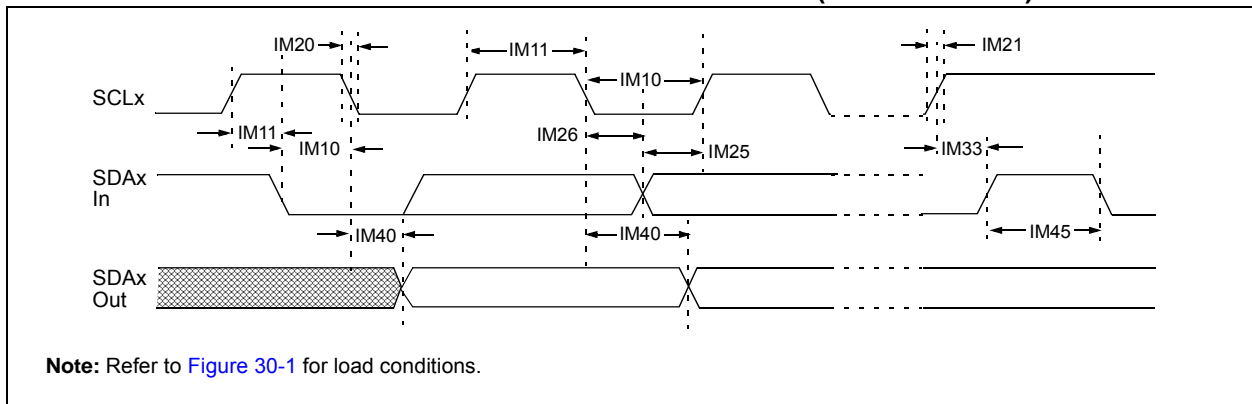 IM20
IM11
IM21
IM10
SCLx
IM11
IM26
IM10
IM25
IM33
SDAx
In
IM40
IM40
IM45
SDAx
Out
Note: Refer to Figure 30-1 for load conditions.